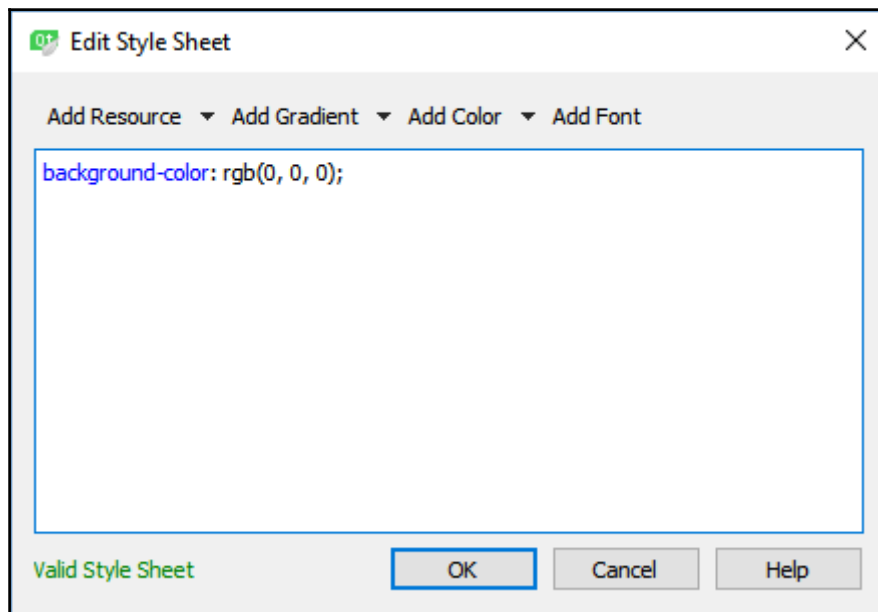 Qt Edit Style Sheet
Add Resource Add Gradient Add Color Add Font
background-color: rgb(0, 0, 0);
Valid Style Sheet OK Cancel Help